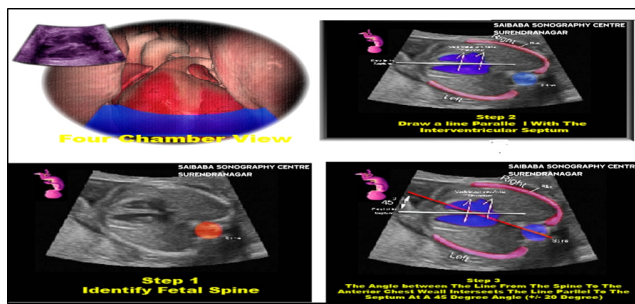 Four Chamber View
SAIBABA SONOGRAPHY CENTRE
SURENDRANAGAR
Right
Left
Step 2
Draw a line Paralle l With The
Interventricular Septum
SAIBABA SONOGRAPHY CENTRE
SURENDRANAGAR
Step 1
Identify Fetal Spine
SAIBABA SONOGRAPHY CENTRE
SURENDRANAGAR
Right
45
Left
Step 3
The Angle between The Line From The Spine To The
Anterior Chest Weall Intersects The Line Parllel To The
Septum At A 45 Degree Angle (+/- 20 Degree)